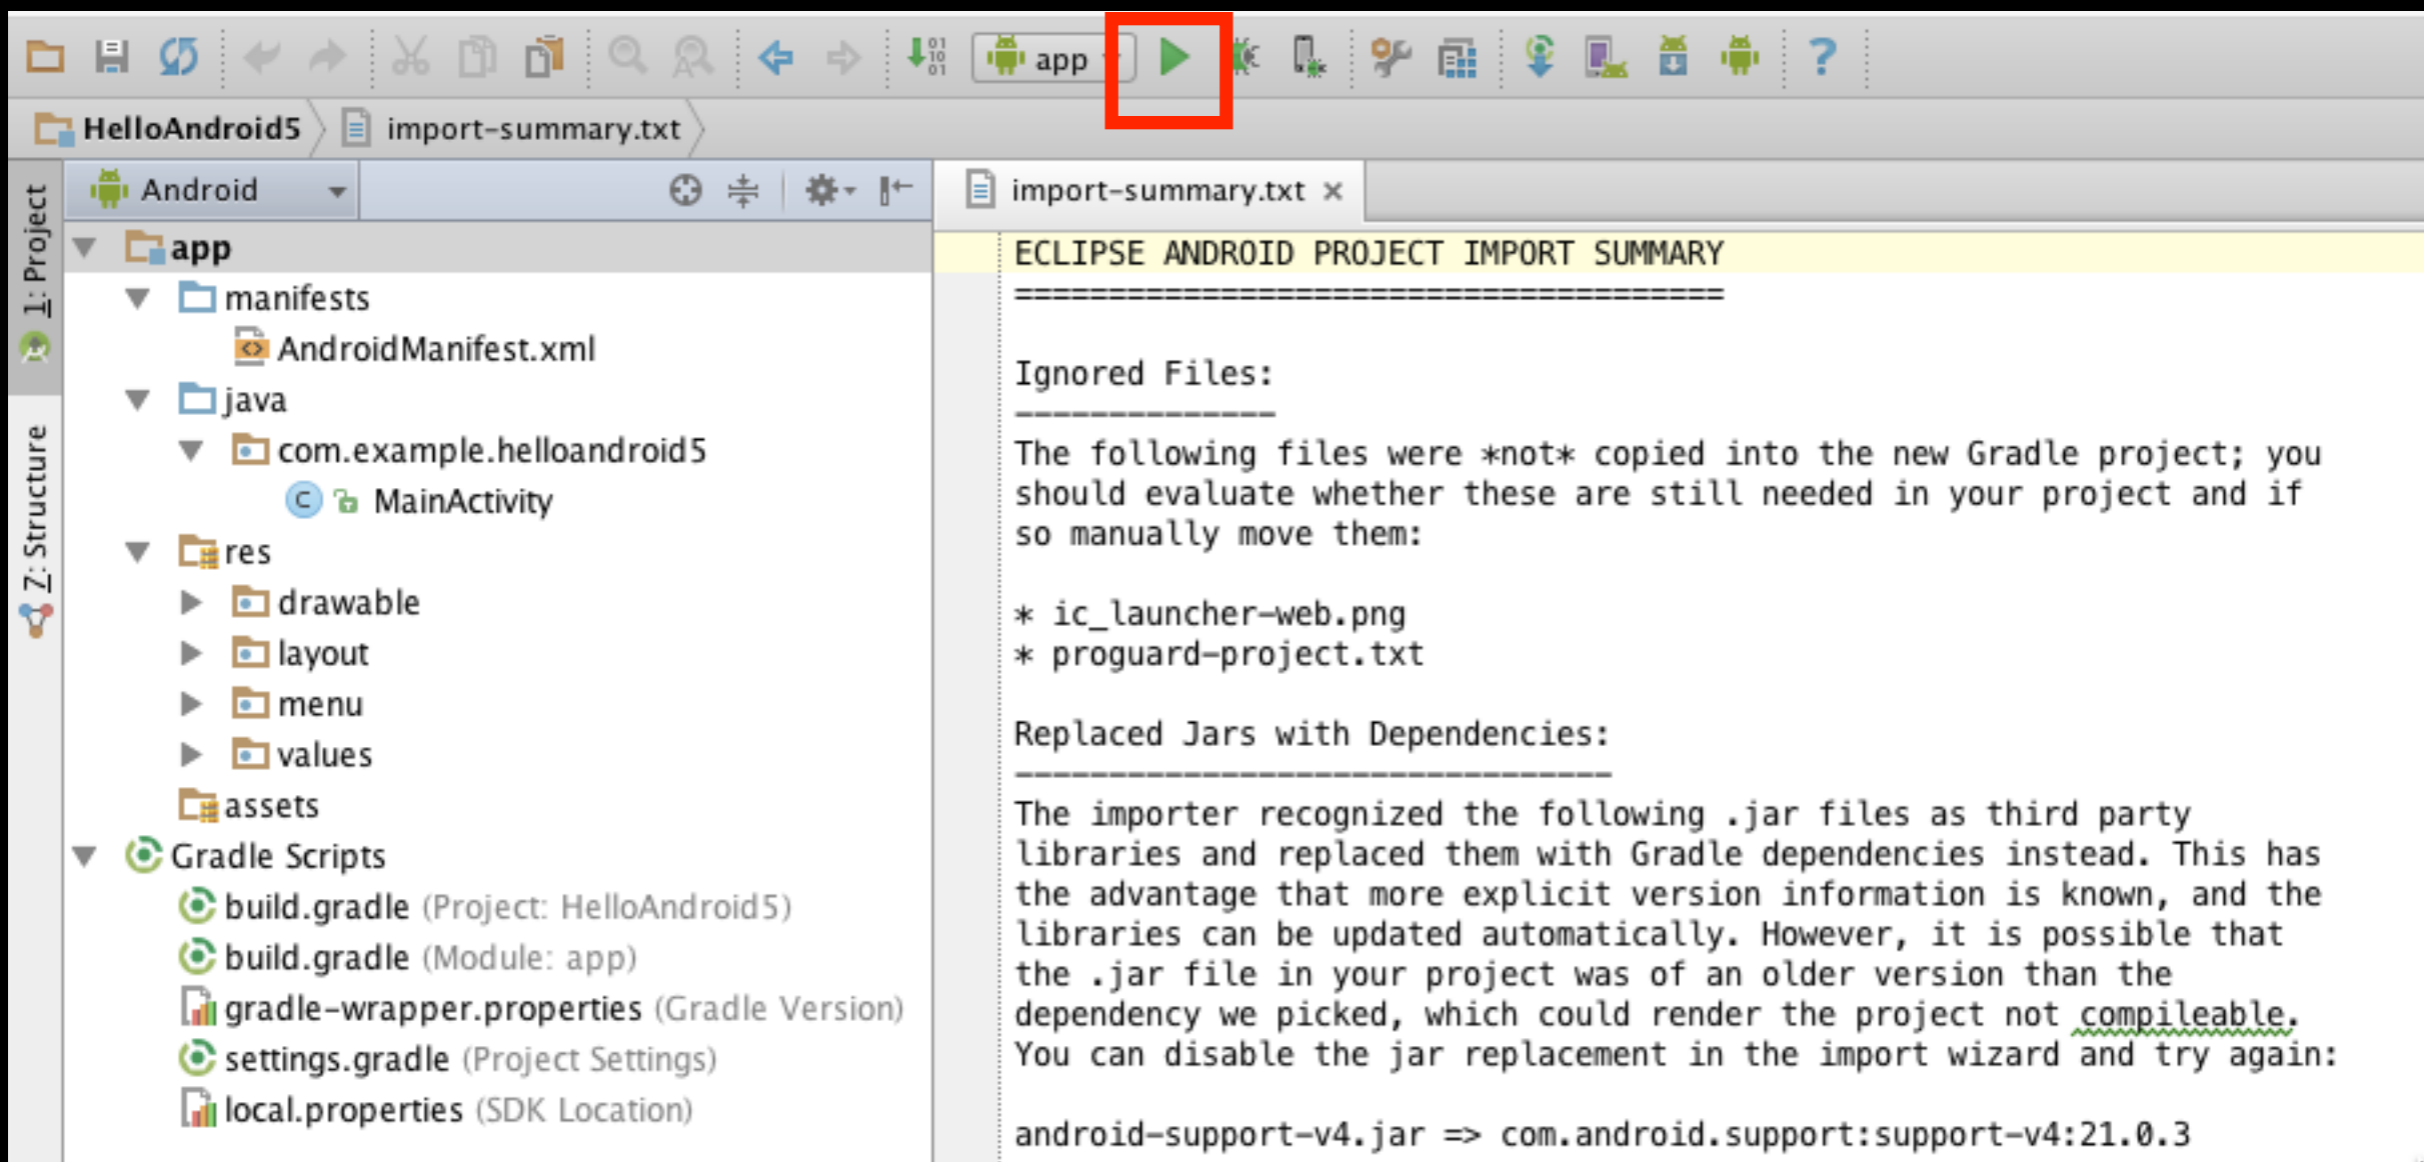 app
HelloAndroid5
import-summary.txt
1: Project
7: Structure
Android
app
manifests
AndroidManifest.xml
java
com.example.helloandroid5
MainActivity
res
drawable
layout
menu
values
assets
Gradle Scripts
build.gradle (Project: HelloAndroid5)
build.gradle (Module: app)
gradle-wrapper.properties (Gradle Version)
settings.gradle (Project Settings)
local.properties (SDK Location)
import-summary.txt
ECLIPSE ANDROID PROJECT IMPORT SUMMARY
======================================
Ignored Files:
--------------
The following files were *not* copied into the new Gradle project; you
should evaluate whether these are still needed in your project and if
so manually move them:
* ic_launcher-web.png
* proguard-project.txt
Replaced Jars with Dependencies:
--------------------------------
The importer recognized the following .jar files as third party
libraries and replaced them with Gradle dependencies instead. This has
the advantage that more explicit version information is known, and the
libraries can be updated automatically. However, it is possible that
the .jar file in your project was of an older version than the
dependency we picked, which could render the project not compileable.
You can disable the jar replacement in the import wizard and try again:
android-support-v4.jar => com.android.support:support-v4:21.0.3